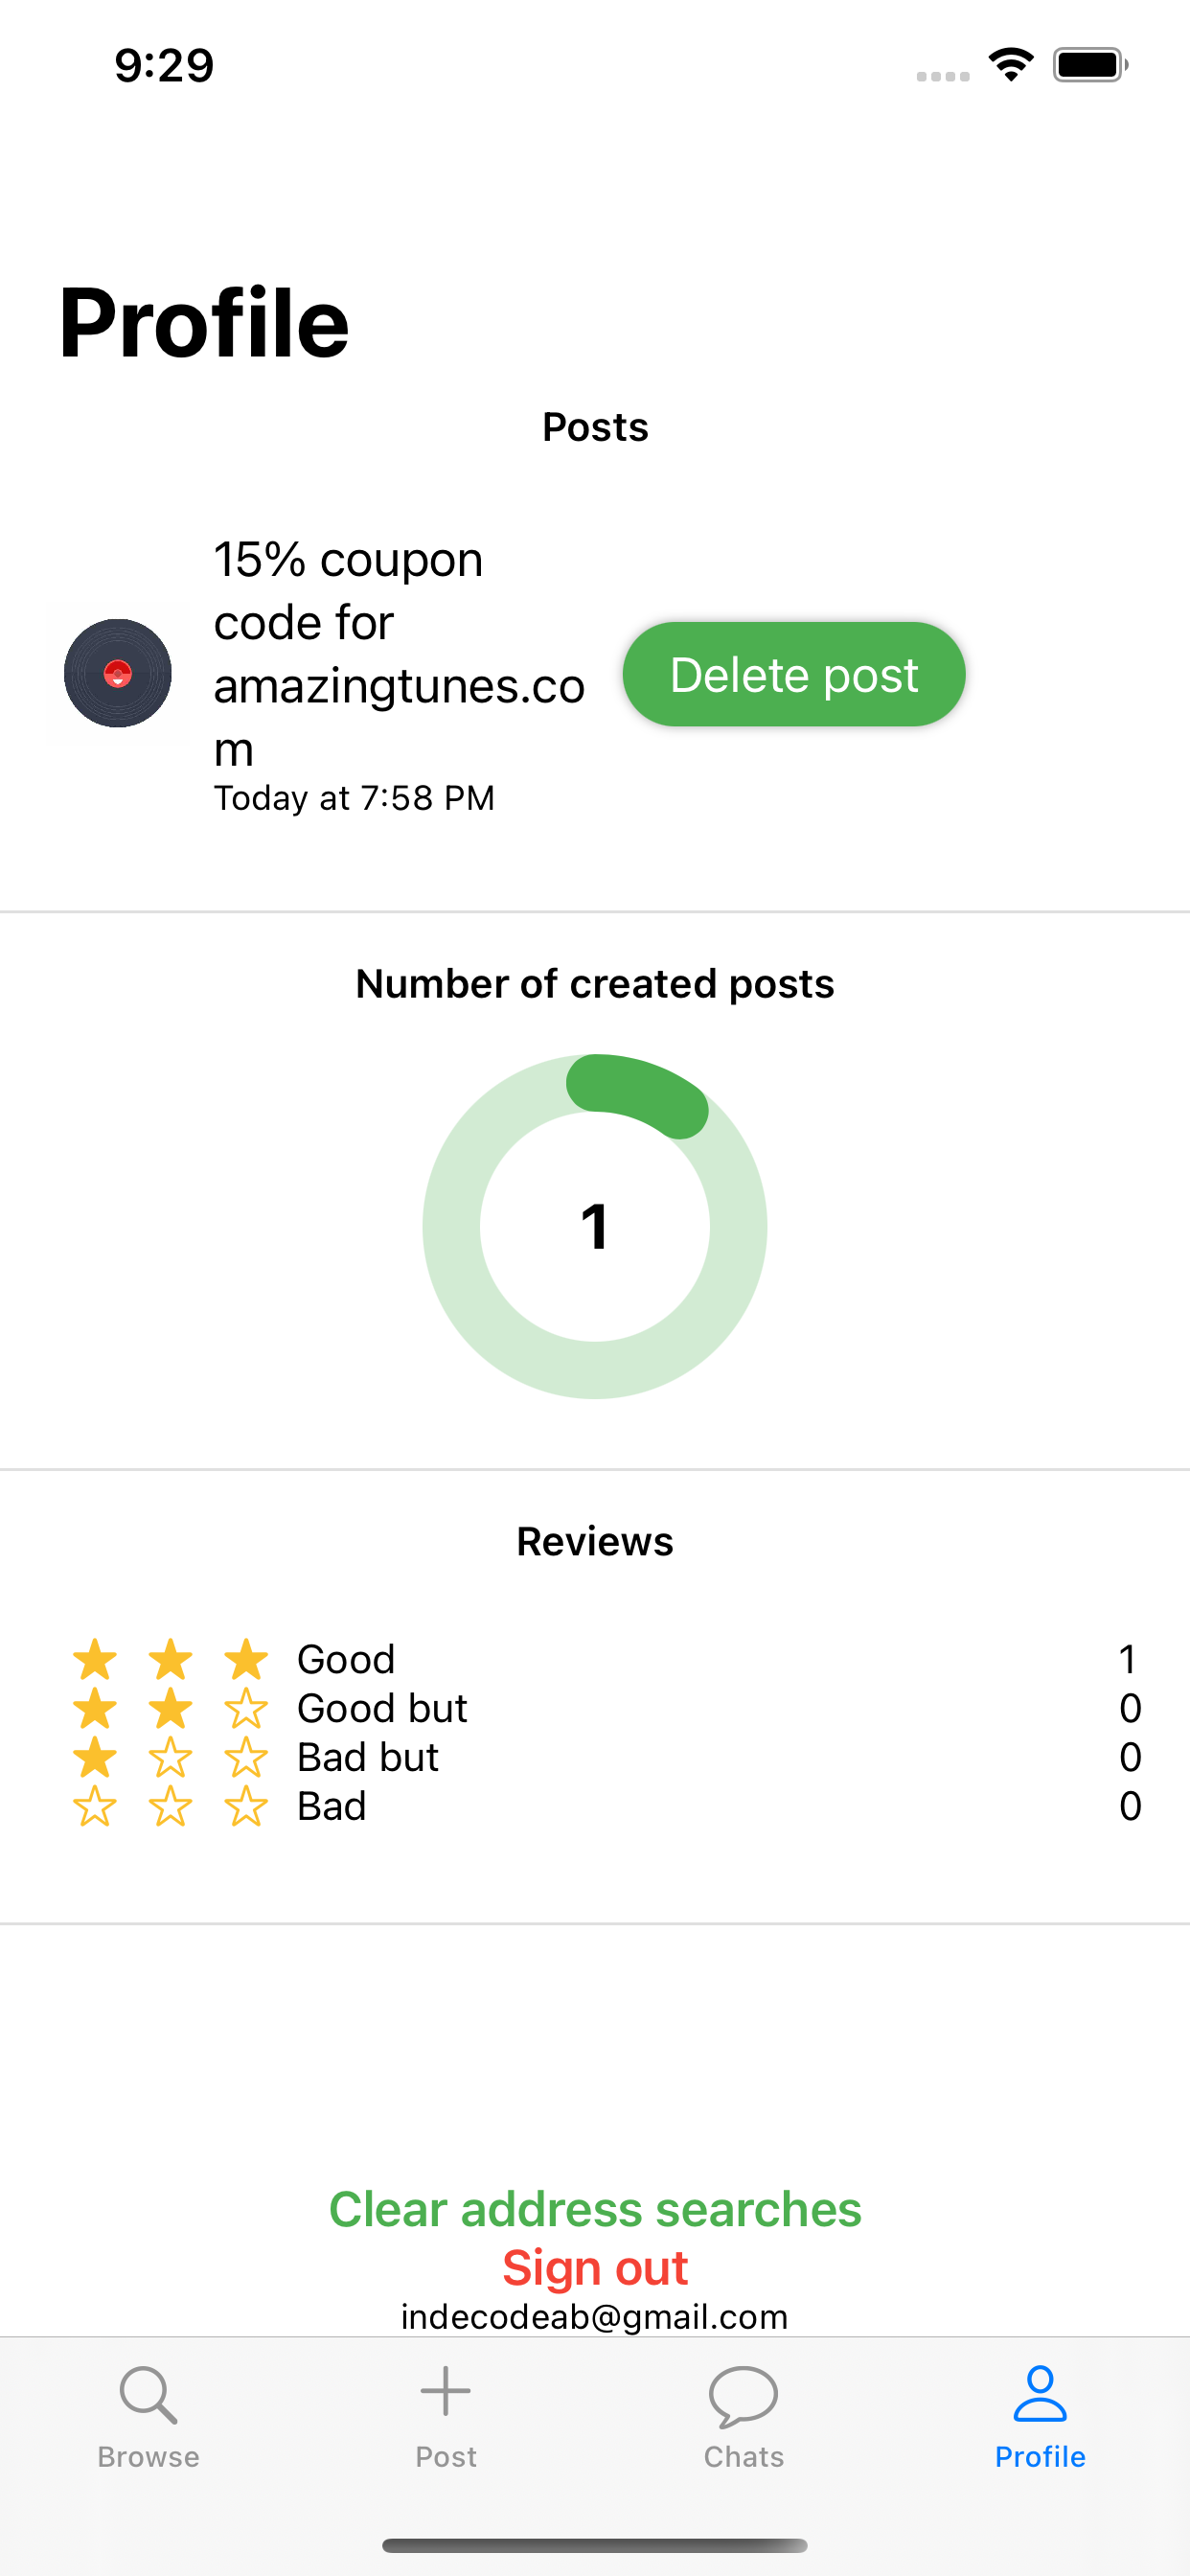 9:29
Profile
Posts
15% coupon
code for
amazingtunes.co
m
Today at 7:58 PM
Delete post
Number of created posts
1
Reviews
Good 1
Good but 0
Bad but 0
Bad 0
Clear address searches
Sign out
indecodeab@gmail.com
Browse Post Chats Profile